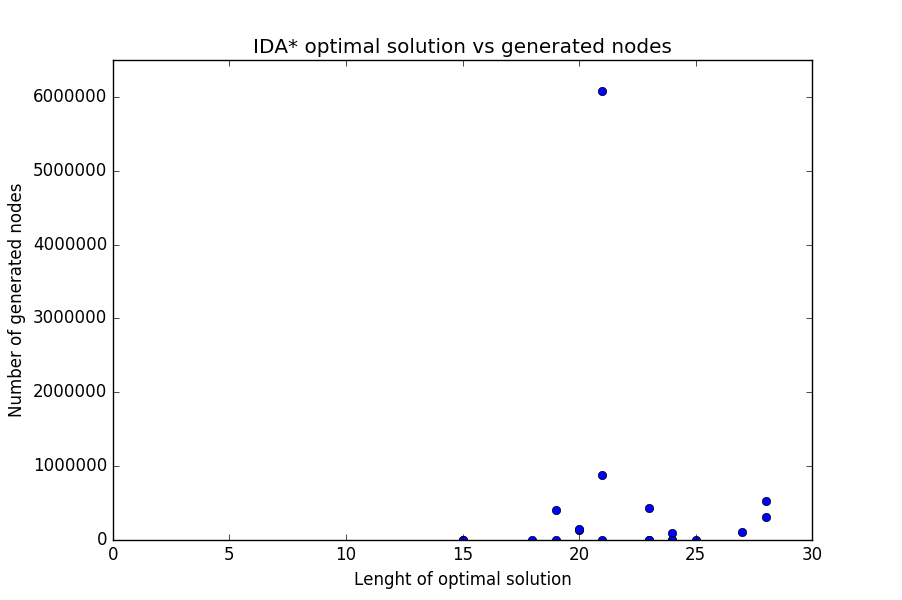 IDA* optimal solution vs generated nodes
Number of generated nodes
6000000
5000000
4000000
3000000
2000000
1000000
0
0 5 10 15 20 25 30
Lenght of optimal solution